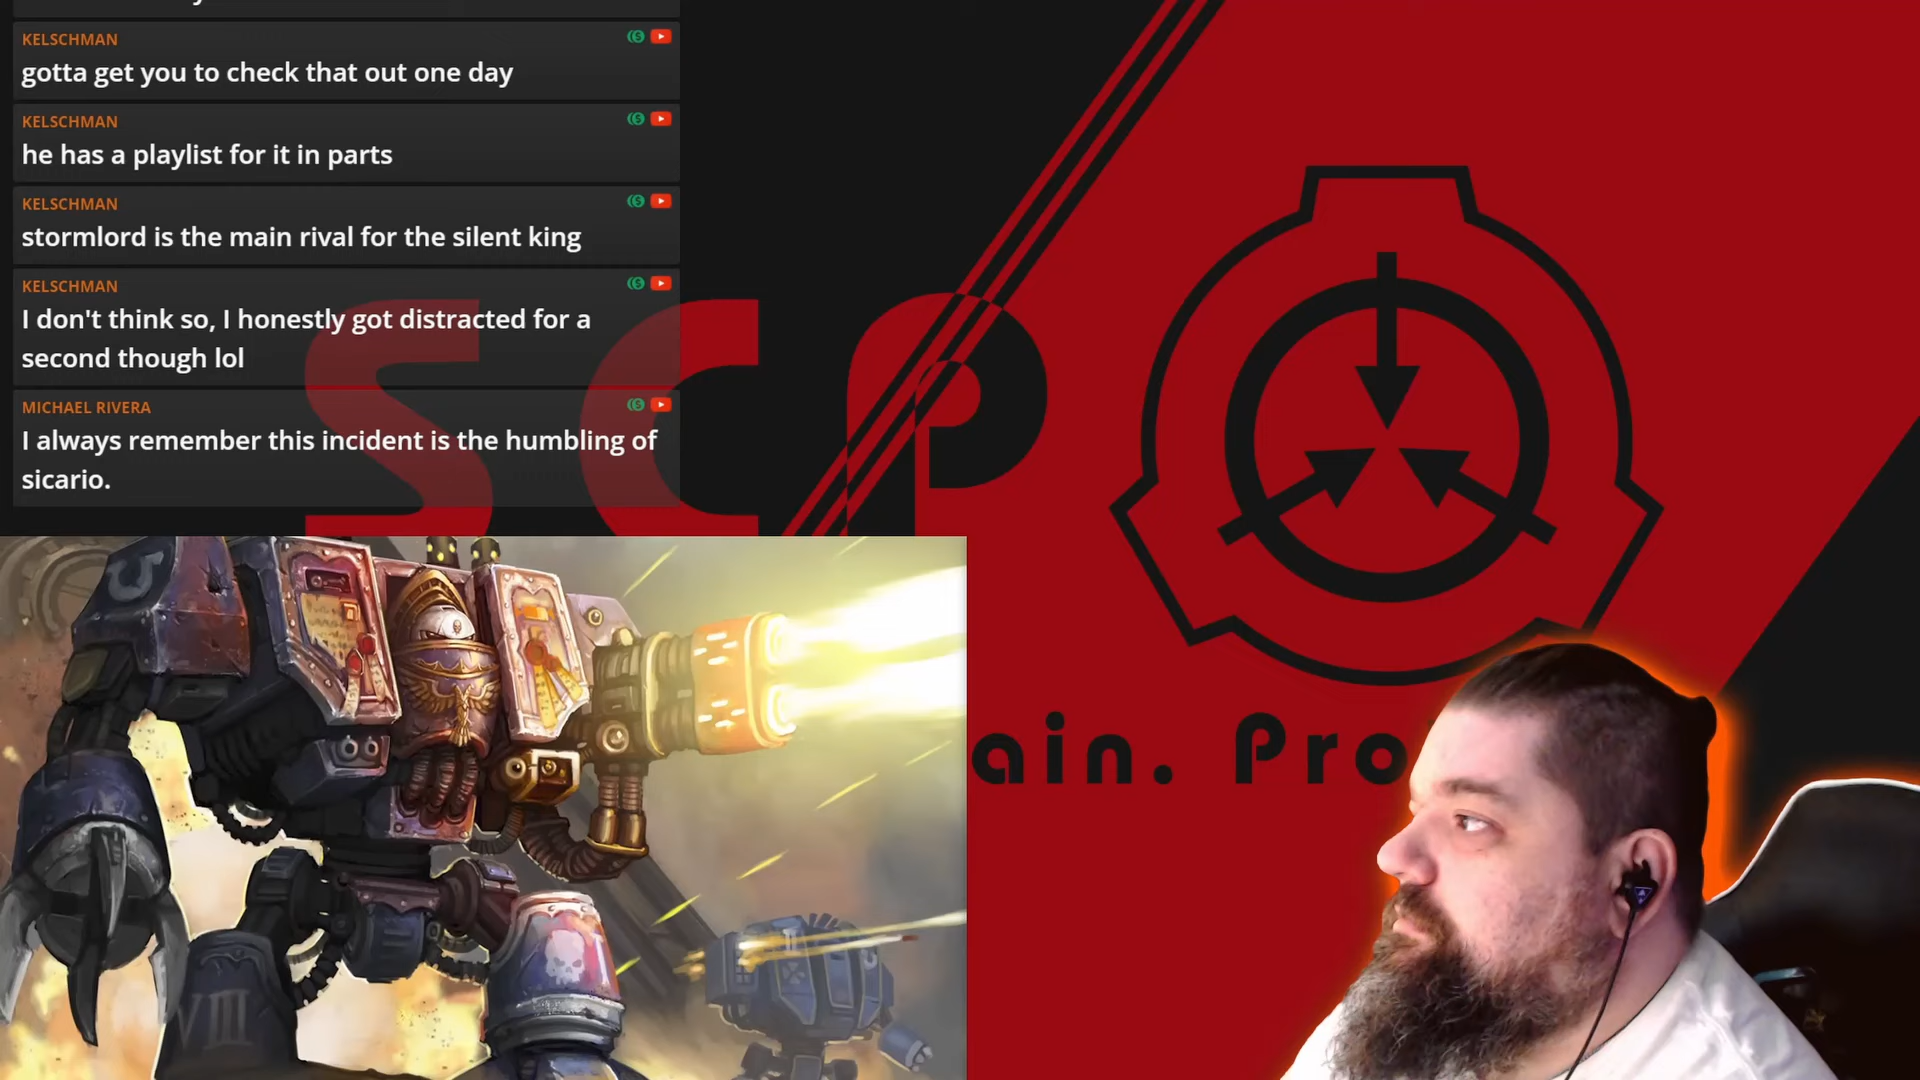 KELSCHMAN
gotta get you to check that out one day
KELSCHMAN
he has a playlist for it in parts
KELSCHMAN
stormlord is the main rival for the silent king
KELSCHMAN
I don't think so, I honestly got distracted for a
second though lol
MICHAEL RIVERA
I always remember this incident is the humbling of
sicario.
SCP
ain. Pro
VIII